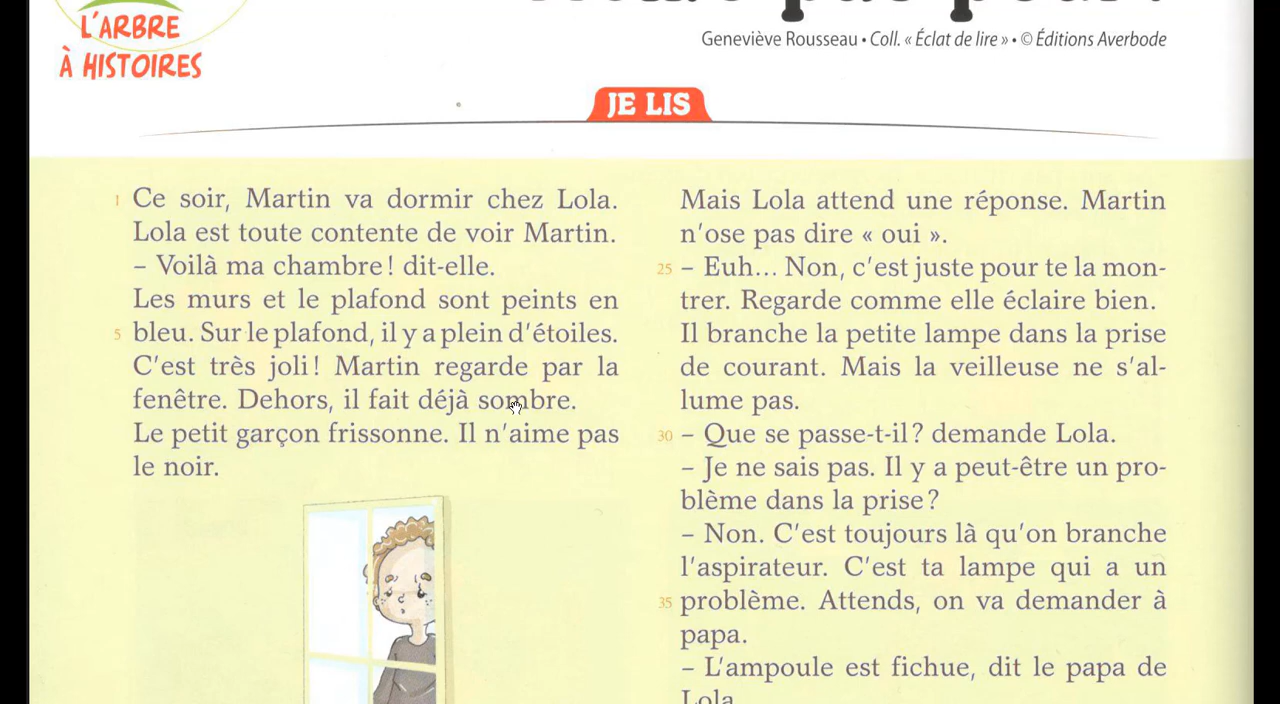 L'ARBRE
À HISTOIRES
Geneviève Rousseau • Coll. « Éclat de lire » • © Éditions Averbode
JE LIS
1 Ce soir, Martin va dormir chez Lola.
Lola est toute contente de voir Martin.
– Voilà ma chambre ! dit-elle.
Les murs et le plafond sont peints en
5 bleu. Sur le plafond, il y a plein d'étoiles.
C'est très joli ! Martin regarde par la
fenêtre. Dehors, il fait déjà sombre.
Le petit garçon frissonne. Il n'aime pas
le noir.
Mais Lola attend une réponse. Martin
n'ose pas dire « oui ».
25 – Euh… Non, c'est juste pour te la mon-
trer. Regarde comme elle éclaire bien.
Il branche la petite lampe dans la prise
de courant. Mais la veilleuse ne s'al-
lume pas.
30 – Que se passe-t-il ? demande Lola.
– Je ne sais pas. Il y a peut-être un pro-
blème dans la prise ?
– Non. C'est toujours là qu'on branche
l'aspirateur. C'est ta lampe qui a un
35 problème. Attends, on va demander à
papa.
– L'ampoule est fichue, dit le papa de
Lola.